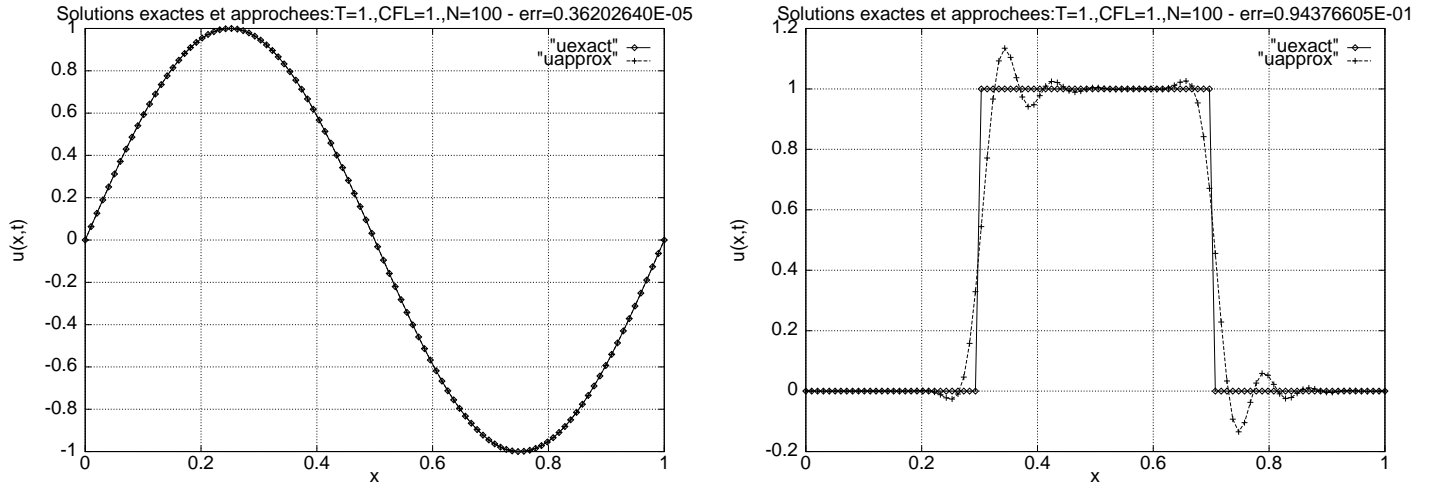 Solutions exactes et approchees:T=1.,CFL=1.,N=100 - err=0.36202640E-05
"uexact"
"uapprox"
1
0.8
0.6
0.4
0.2
0
-0.2
-0.4
-0.6
-0.8
-1
u(x,t)
0 0.2 0.4 0.6 0.8 1
x
Solutions exactes et approchees:T=1.,CFL=1.,N=100 - err=0.94376605E-01
"uexact"
"uapprox"
1.2
1
0.8
0.6
0.4
0.2
0
-0.2
u(x,t)
0 0.2 0.4 0.6 0.8 1
x